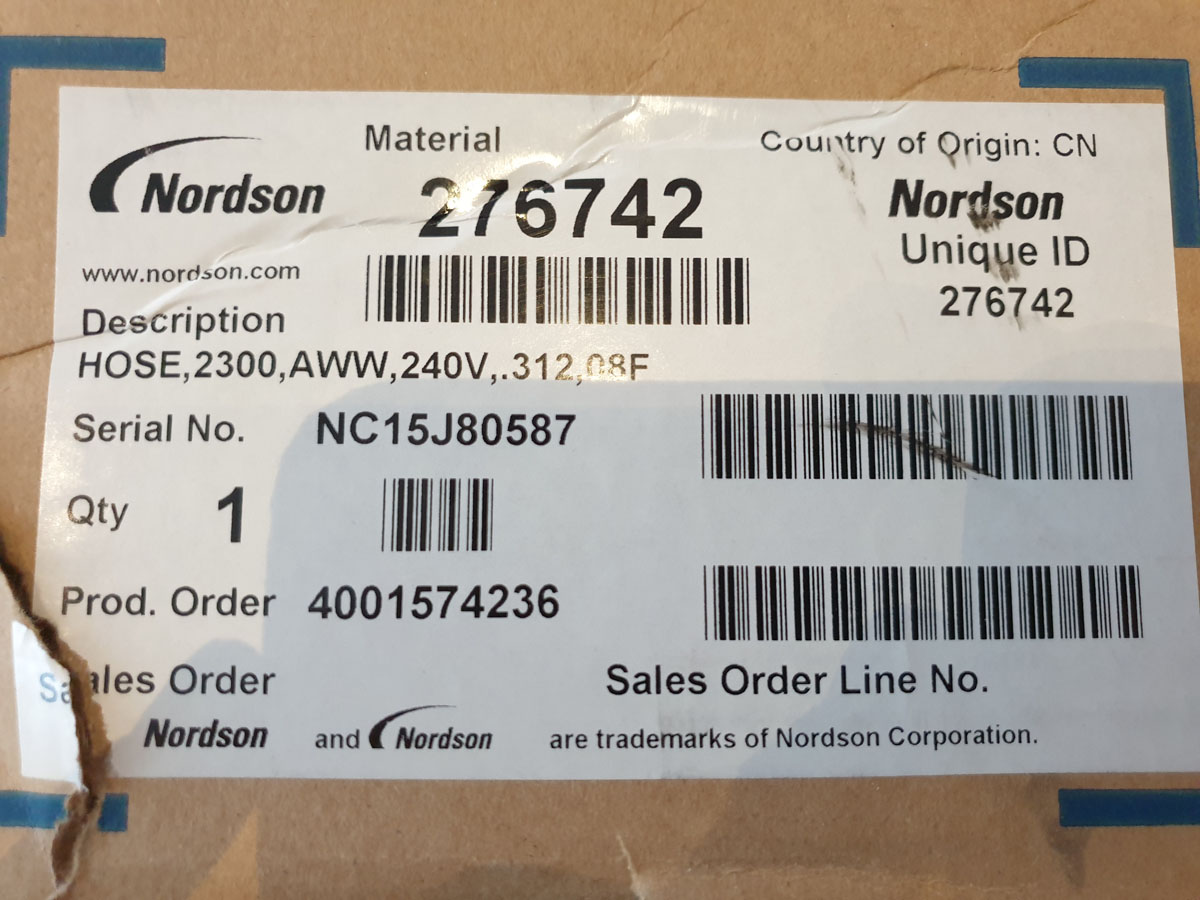 Nordson
www.nordson.com
Material
276742
Country of Origin: CN
Nordson
Unique ID
276742
Description
HOSE,2300,AWW,240V,.312,08F
Serial No. NC15J80587
Qty 1
Prod. Order 4001574236
Sales Order
Sales Order Line No.
Nordson and Nordson are trademarks of Nordson Corporation.